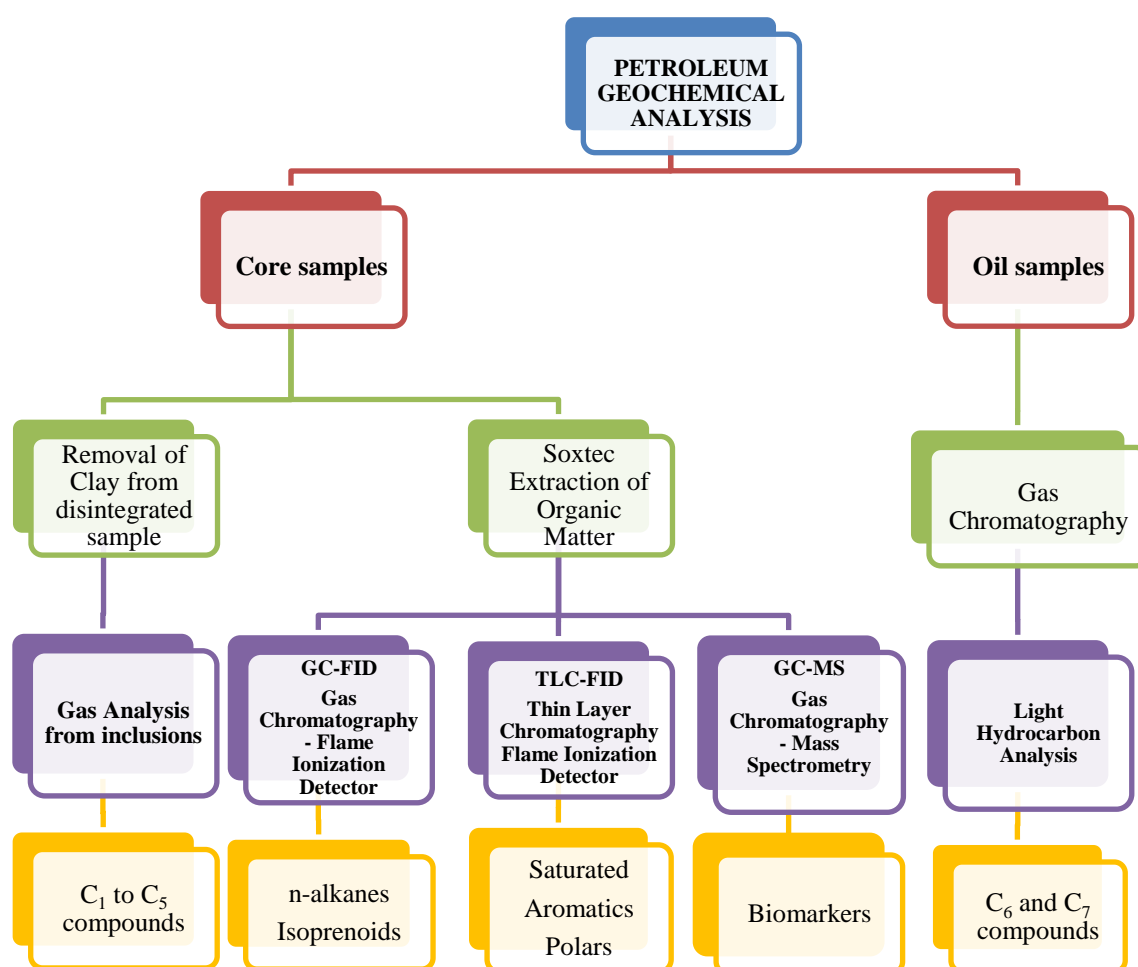 PETROLEUM
GEOCHEMICAL
ANALYSIS
Core samples
Oil samples
Removal of
Clay from
disintegrated
sample
Soxtec
Extraction of
Organic
Matter
Gas
Chromatography
Gas Analysis
from inclusions
GC-FID
Gas
Chromatography
- Flame
Ionization
Detector
TLC-FID
Thin Layer
Chromatography
Flame Ionization
Detector
GC-MS
Gas
Chromatography
- Mass
Spectrometry
Light
Hydrocarbon
Analysis
C₁ to C₅
compounds
n-alkanes
Isoprenoids
Saturated
Aromatics
Polars
Biomarkers
C₆ and C₇
compounds